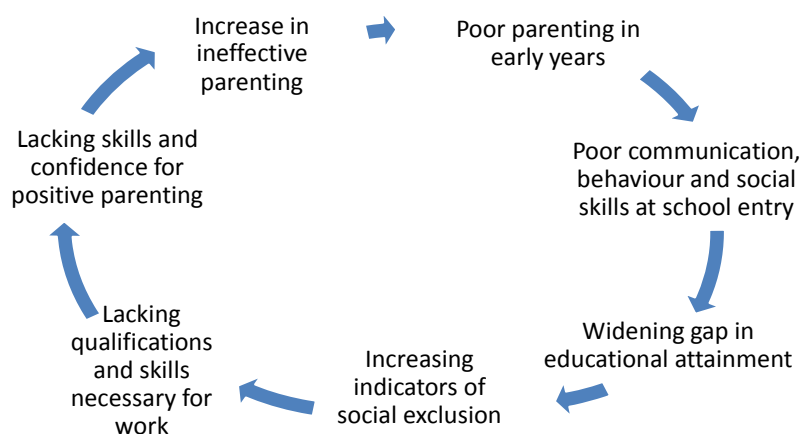 Increase in
ineffective
parenting
Poor parenting in
early years
Poor communication,
behaviour and social
skills at school entry
Widening gap in
educational attainment
Increasing
indicators of
social exclusion
Lacking
qualifications
and skills
necessary for
work
Lacking skills and
confidence for
positive parenting